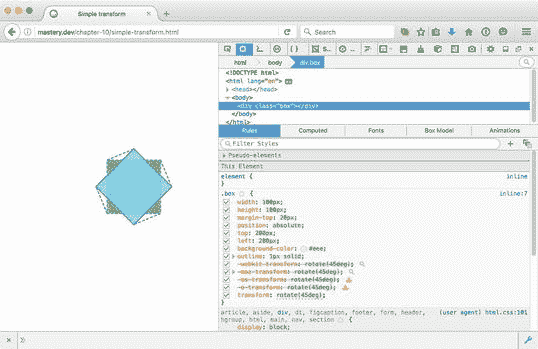 Simple transform
mastery.dev/chapter-10/simple-transform.html
Search
html
body
div.box
<!DOCTYPE html>
<html lang="en">
<head></head>
<body>
<div class="box"></div>
</body>
</html>
Rules
Computed
Fonts
Box Model
Animations
Filter Styles
Pseudo-elements
This Element
element {
inline
}
.box {
inline:7
width: 100px;
height: 100px;
margin-top: 20px;
position: absolute;
top: 200px;
left: 200px;
background-color: #eee;
outline: 1px solid;
-webkit-transform: rotate(45deg);
-moz-transform: rotate(45deg);
-ms-transform: rotate(45deg);
-o-transform: rotate(45deg);
transform: rotate(45deg);
}
article, aside, div, dt, figcaption, footer, form, header,
(user agent) html.css:101
hgroup, html, main, nav, section {
display: block;